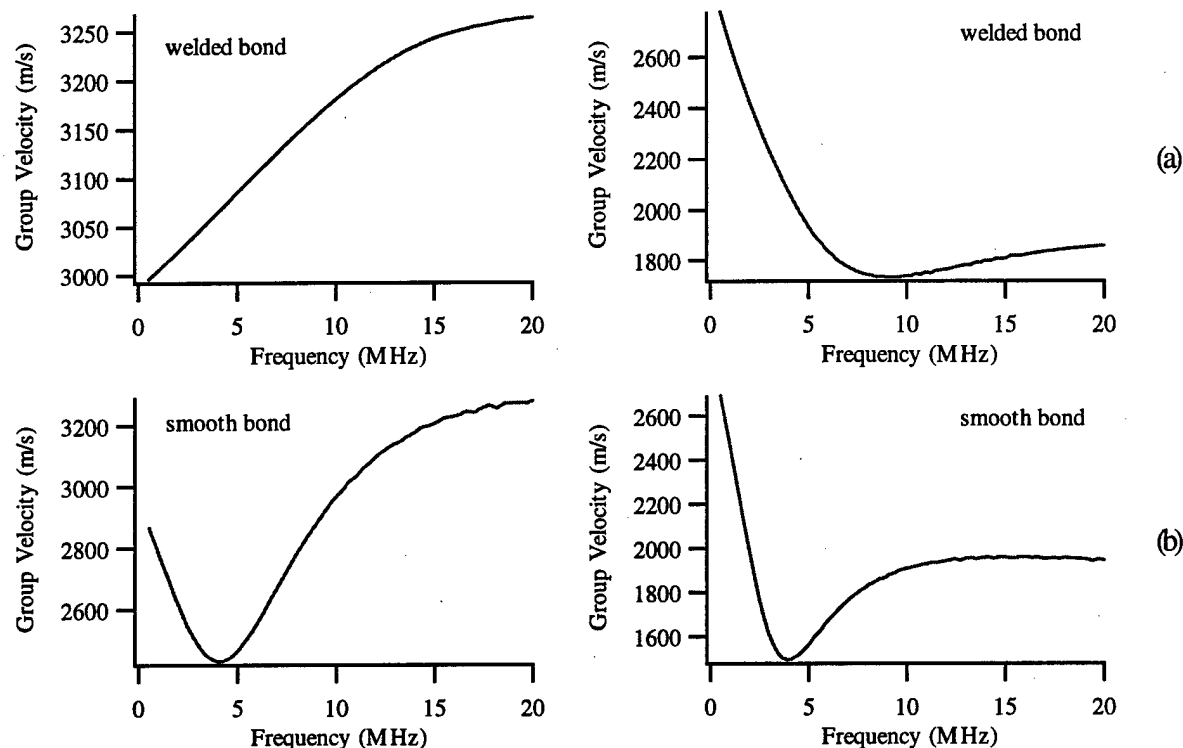 Group Velocity (m/s)
welded bond
3250
3200
3150
3100
3050
3000
0 5 10 15 20
Frequency (MHz)
Group Velocity (m/s)
welded bond
2600
2400
2200
2000
1800
0 5 10 15 20
Frequency (MHz)
(a)
Group Velocity (m/s)
smooth bond
3200
3000
2800
2600
0 5 10 15 20
Frequency (MHz)
Group Velocity (m/s)
smooth bond
2600
2400
2200
2000
1800
1600
0 5 10 15 20
Frequency (MHz)
(b)